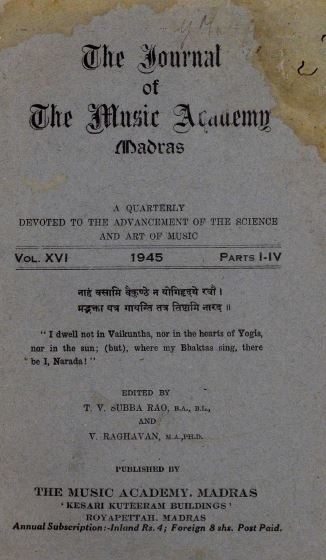 The Journal
of
The Music Academy
Madras
A QUARTERLY
DEVOTED TO THE ADVANCEMENT OF THE SCIENCE
AND ART OF MUSIC
VOL. XVI 1945 PARTS I-IV
नाहं वसामि वैकुण्ठे न योगिहृदये रवौ ।
मद्भक्ता यत्र गायन्ति तत्र तिष्ठामि नारद ॥
" I dwell not in Vaikuntha, nor in the hearts of Yogis,
nor in the sun; (but), where my Bhaktas sing, there
be I, Narada! "
EDITED BY
T. V. SUBBA RAO, B.A., B.L.,
AND
V. RAGHAVAN, M.A.,PH.D.
PUBLISHED BY
THE MUSIC ACADEMY, MADRAS
' KESARI KUTEERAM BUILDINGS '
ROYAPETTAH, MADRAS
Annual Subscription:-Inland Rs. 4; Foreign 8 shs. Post Paid.